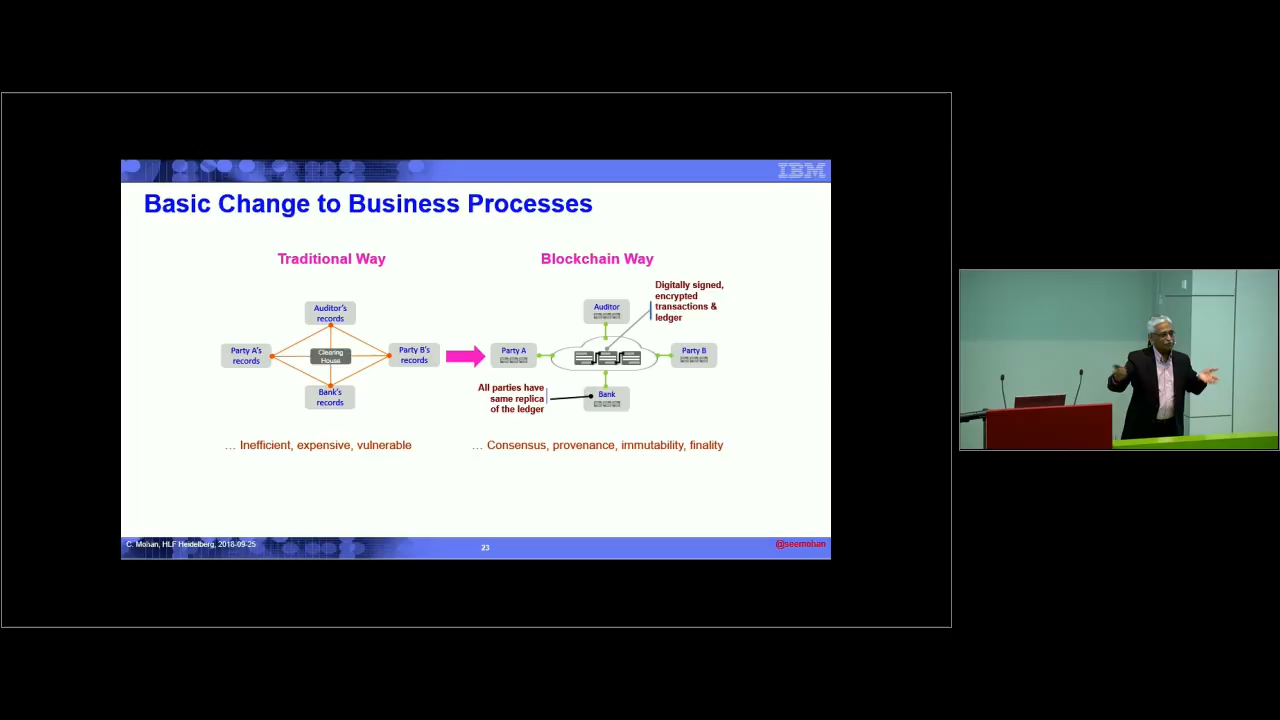 IBM
Basic Change to Business Processes
Traditional Way
Blockchain Way
Auditor's
records
Party A's
records
Clearing
House
Party B's
records
Bank's
records
… Inefficient, expensive, vulnerable
Digitally signed,
encrypted
transactions &
ledger
Auditor
Party A
Party B
All parties have
same replica
of the ledger
Bank
… Consensus, provenance, immutability, finality
C. Mohan, HLF Heidelberg, 2018-09-25
23
@seemohan